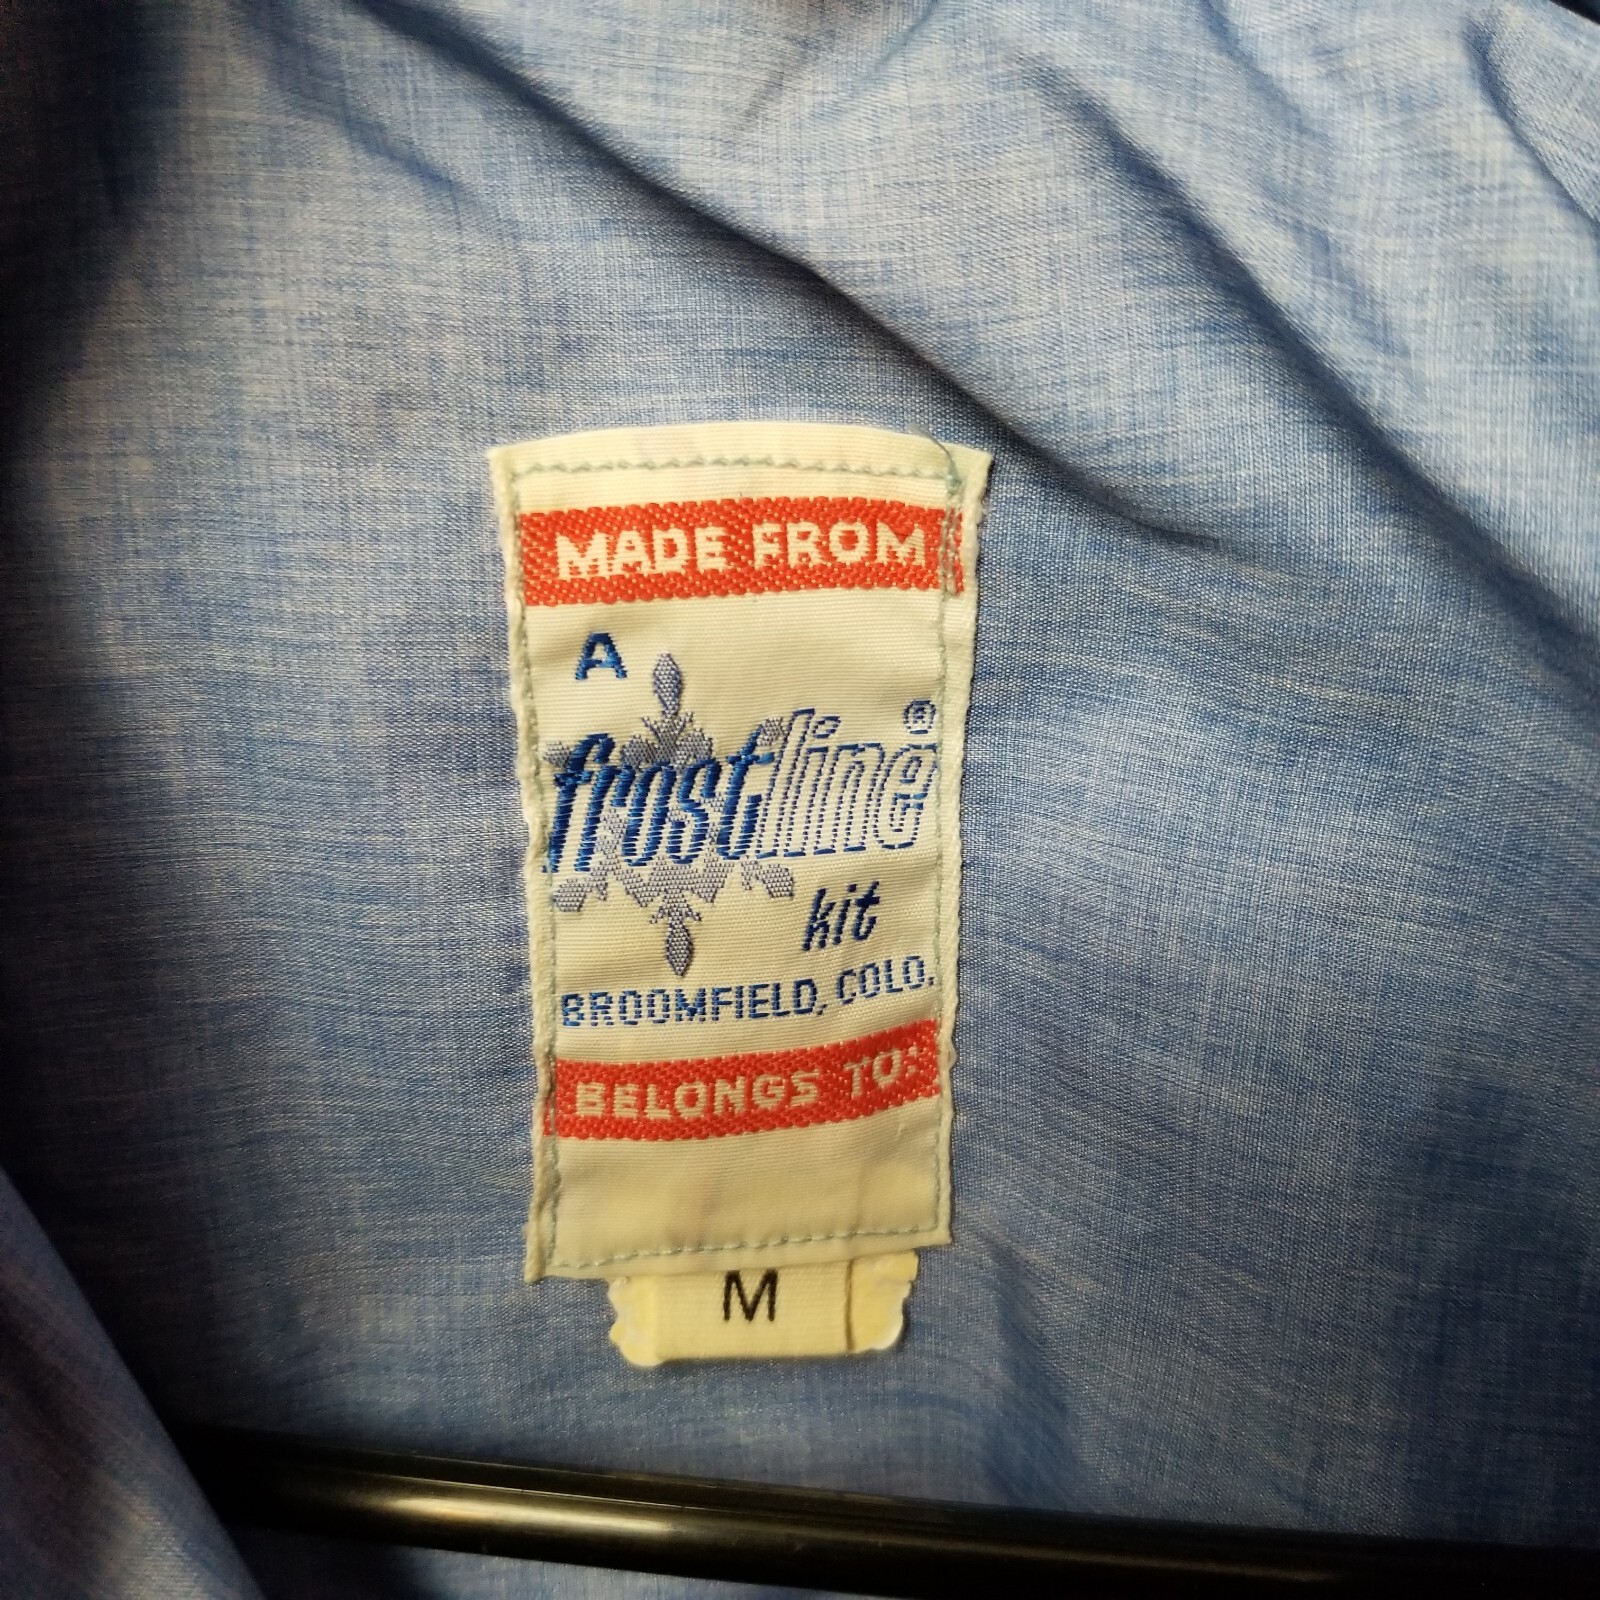 MADE FROM
A
frostline®
kit
BROOMFIELD, COLO.
BELONGS TO:
M